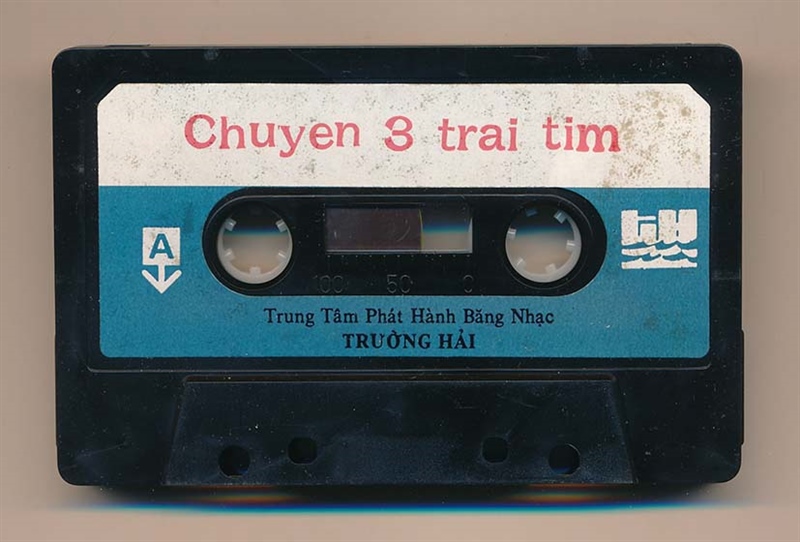 Chuyen 3 trai tim
A
100 50 0
Trung Tâm Phát Hành Băng Nhạc
TRƯỜNG HẢI